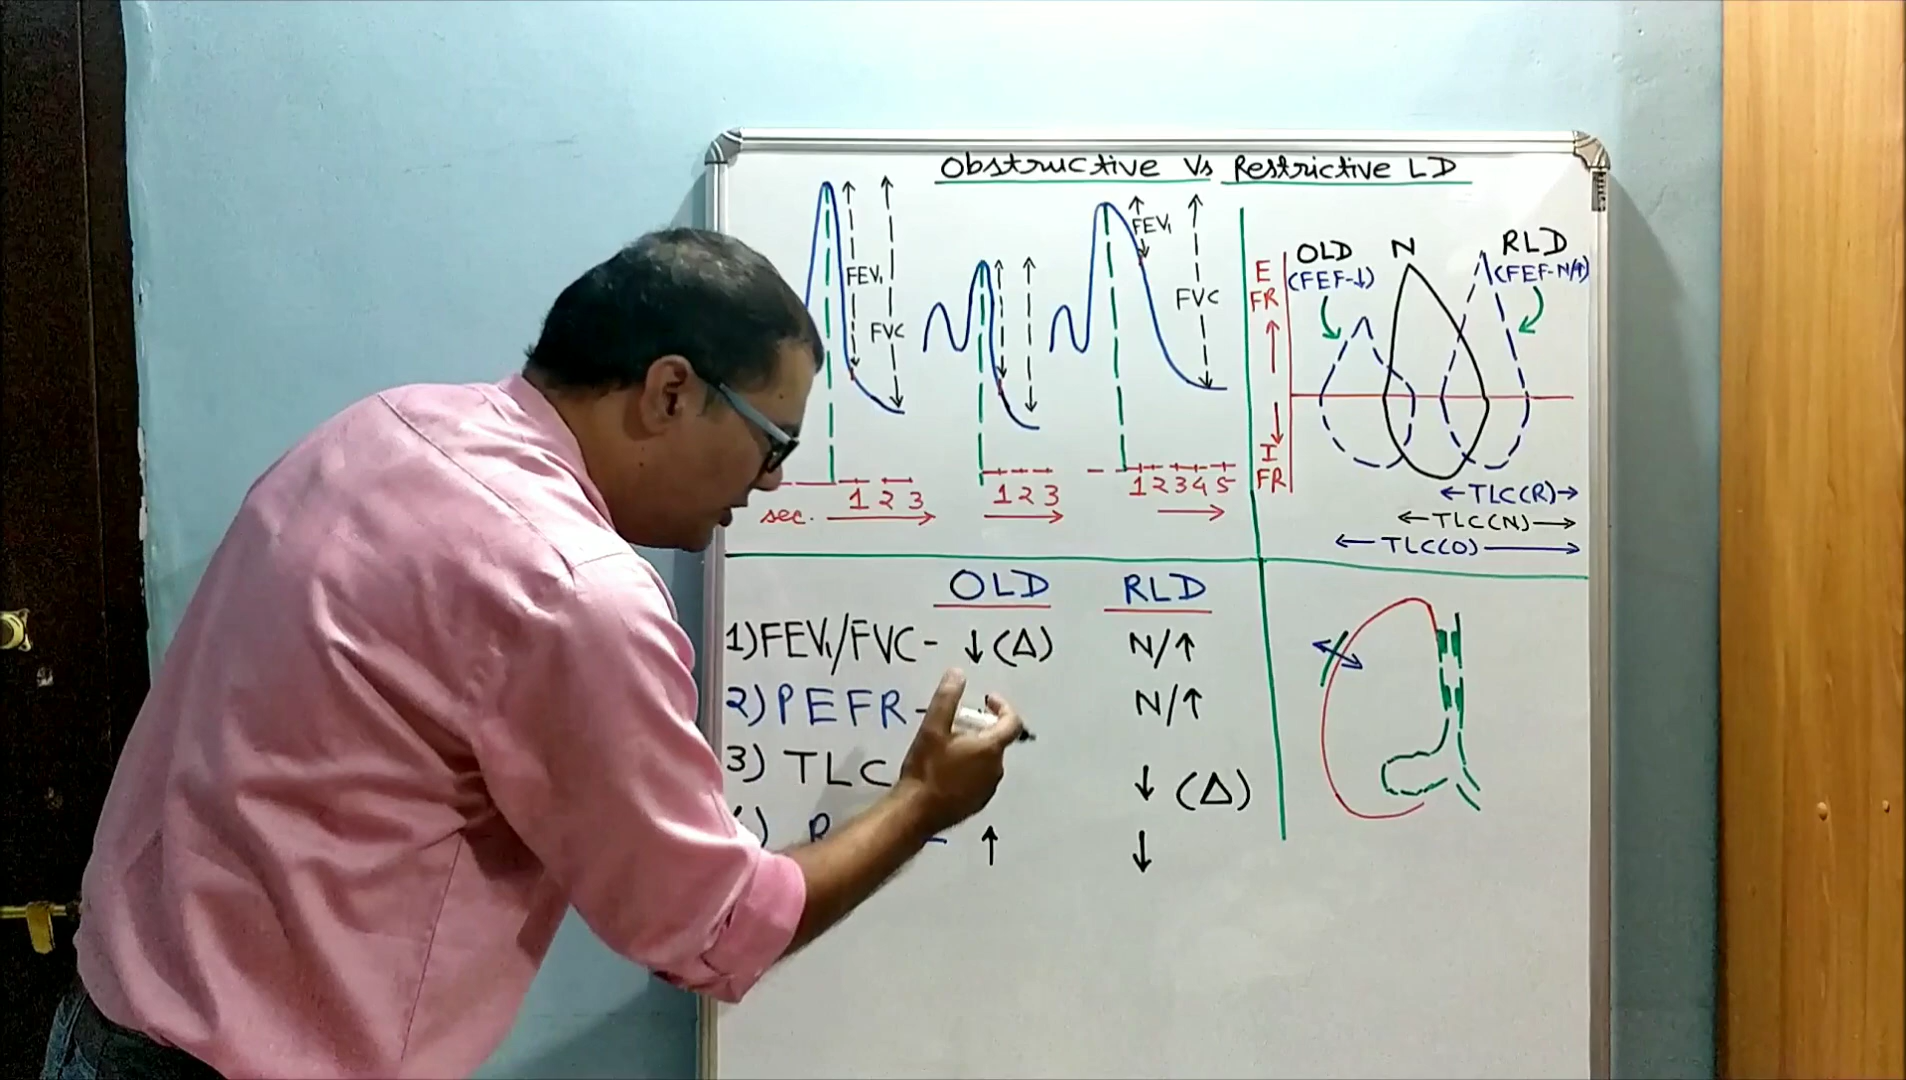 Obstructive Vs Restrictive LD
FEV₁
FVC
1 2 3
sec.
1 2 3
FEV₁
FVC
1 2 3 4 5
E
FR
I
FR
OLD
(FEF-↓)
N
RLD
(FEF-N/↑)
←TLC(R)→
←TLC(N)→
←TLC(O)→
OLD RLD
1) FEV₁/FVC - ↓(Δ) N/↑
2) PEFR - N/↑
3) TLC ↓ (Δ)
- ↑ ↓